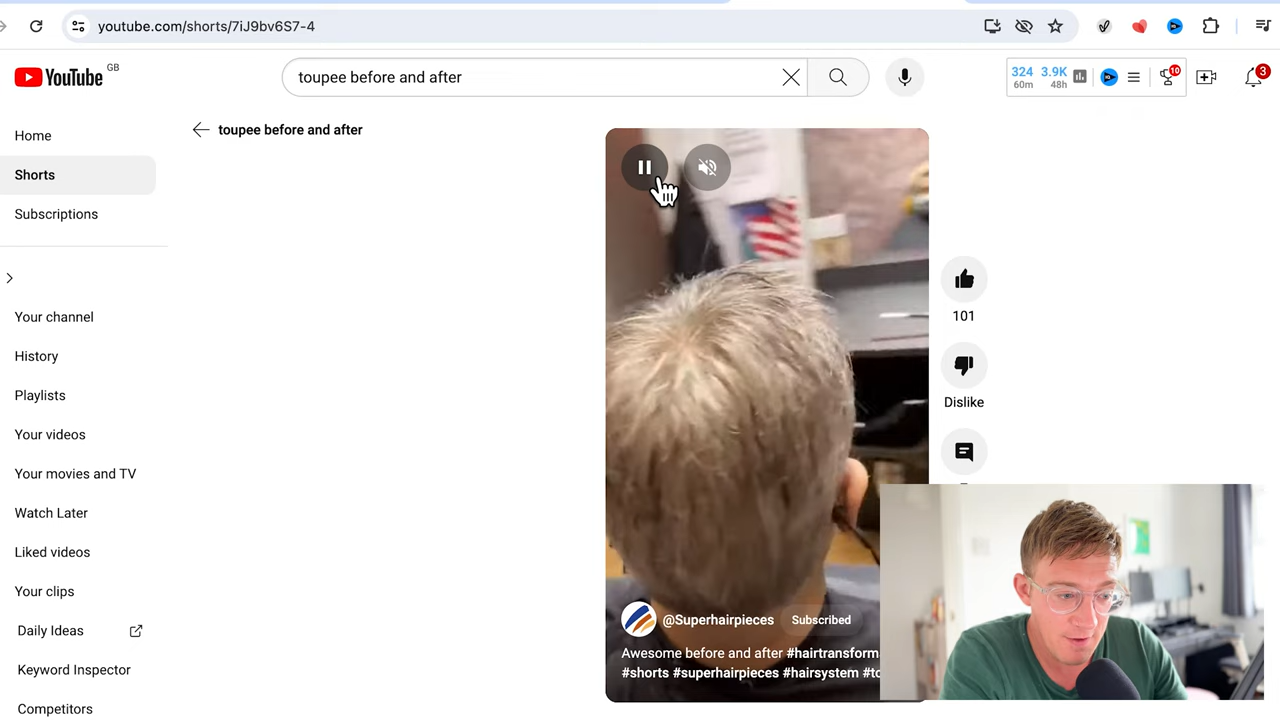 youtube.com/shorts/7iJ9bv6S7-4
YouTube GB
toupee before and after
324 3.9K
60m 48h
10
3
Home
toupee before and after
Shorts
Subscriptions
Your channel
101
History
Playlists
Dislike
Your videos
Your movies and TV
Watch Later
Liked videos
Your clips
@Superhairpieces Subscribed
Daily Ideas
Awesome before and after #hairtransform
Keyword Inspector
#shorts #superhairpieces #hairsystem #to
Competitors